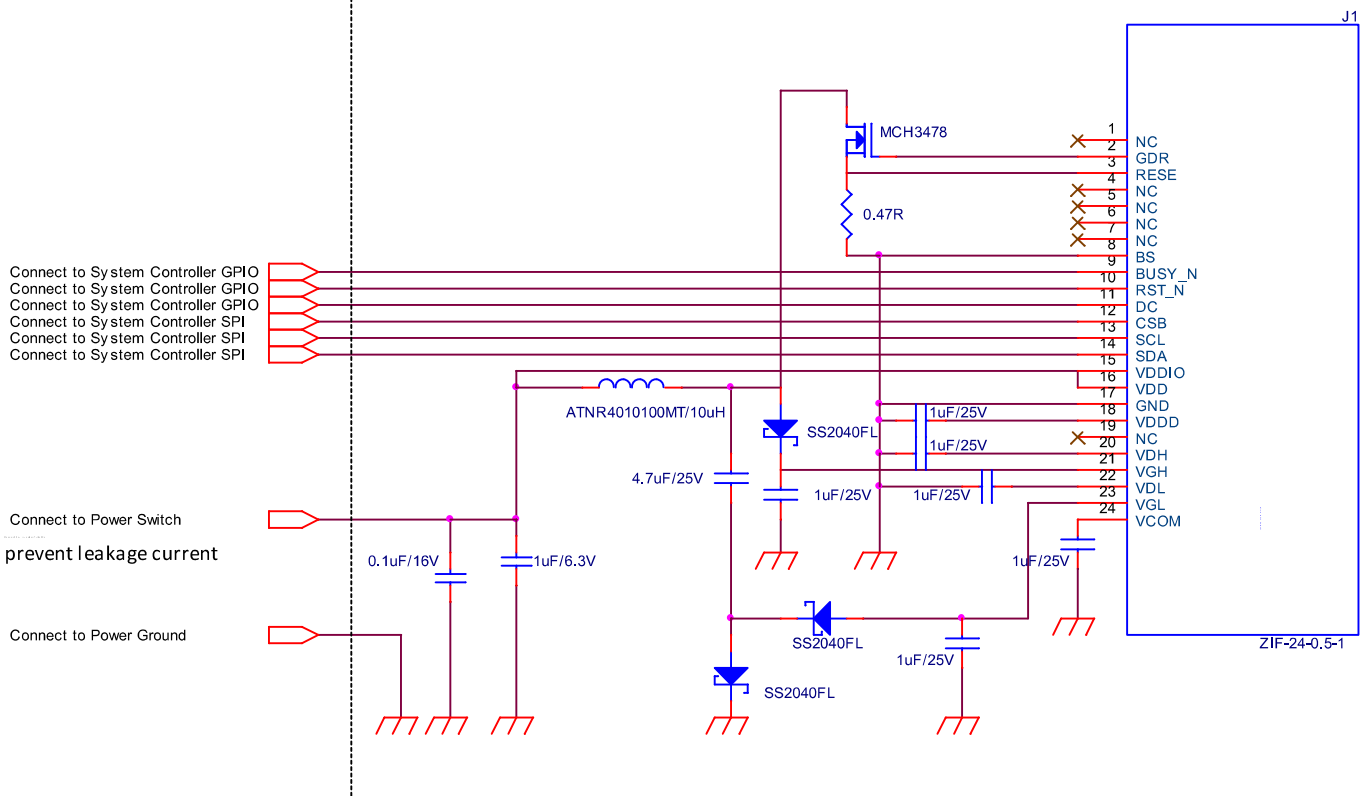 J1
MCH3478
0.47R
1 NC
2 GDR
3 RESE
4 NC
5 NC
6 NC
7 NC
8 BS
9 BUSY_N
10 RST_N
11 DC
12 CSB
13 SCL
14 SDA
15 VDDIO
16 VDD
17 GND
18 VDDD
19 NC
20 VDH
21 VGH
22 VDL
23 VGL
24 VCOM
Connect to System Controller GPIO
Connect to System Controller GPIO
Connect to System Controller GPIO
Connect to System Controller SPI
Connect to System Controller SPI
Connect to System Controller SPI
ATNR4010100MT/10uH
1uF/25V
SS2040FL
1uF/25V
4.7uF/25V
1uF/25V
1uF/25V
Connect to Power Switch
prevent leakage current
0.1uF/16V
1uF/6.3V
1uF/25V
Connect to Power Ground
SS2040FL
1uF/25V
SS2040FL
ZIF-24-0.5-1